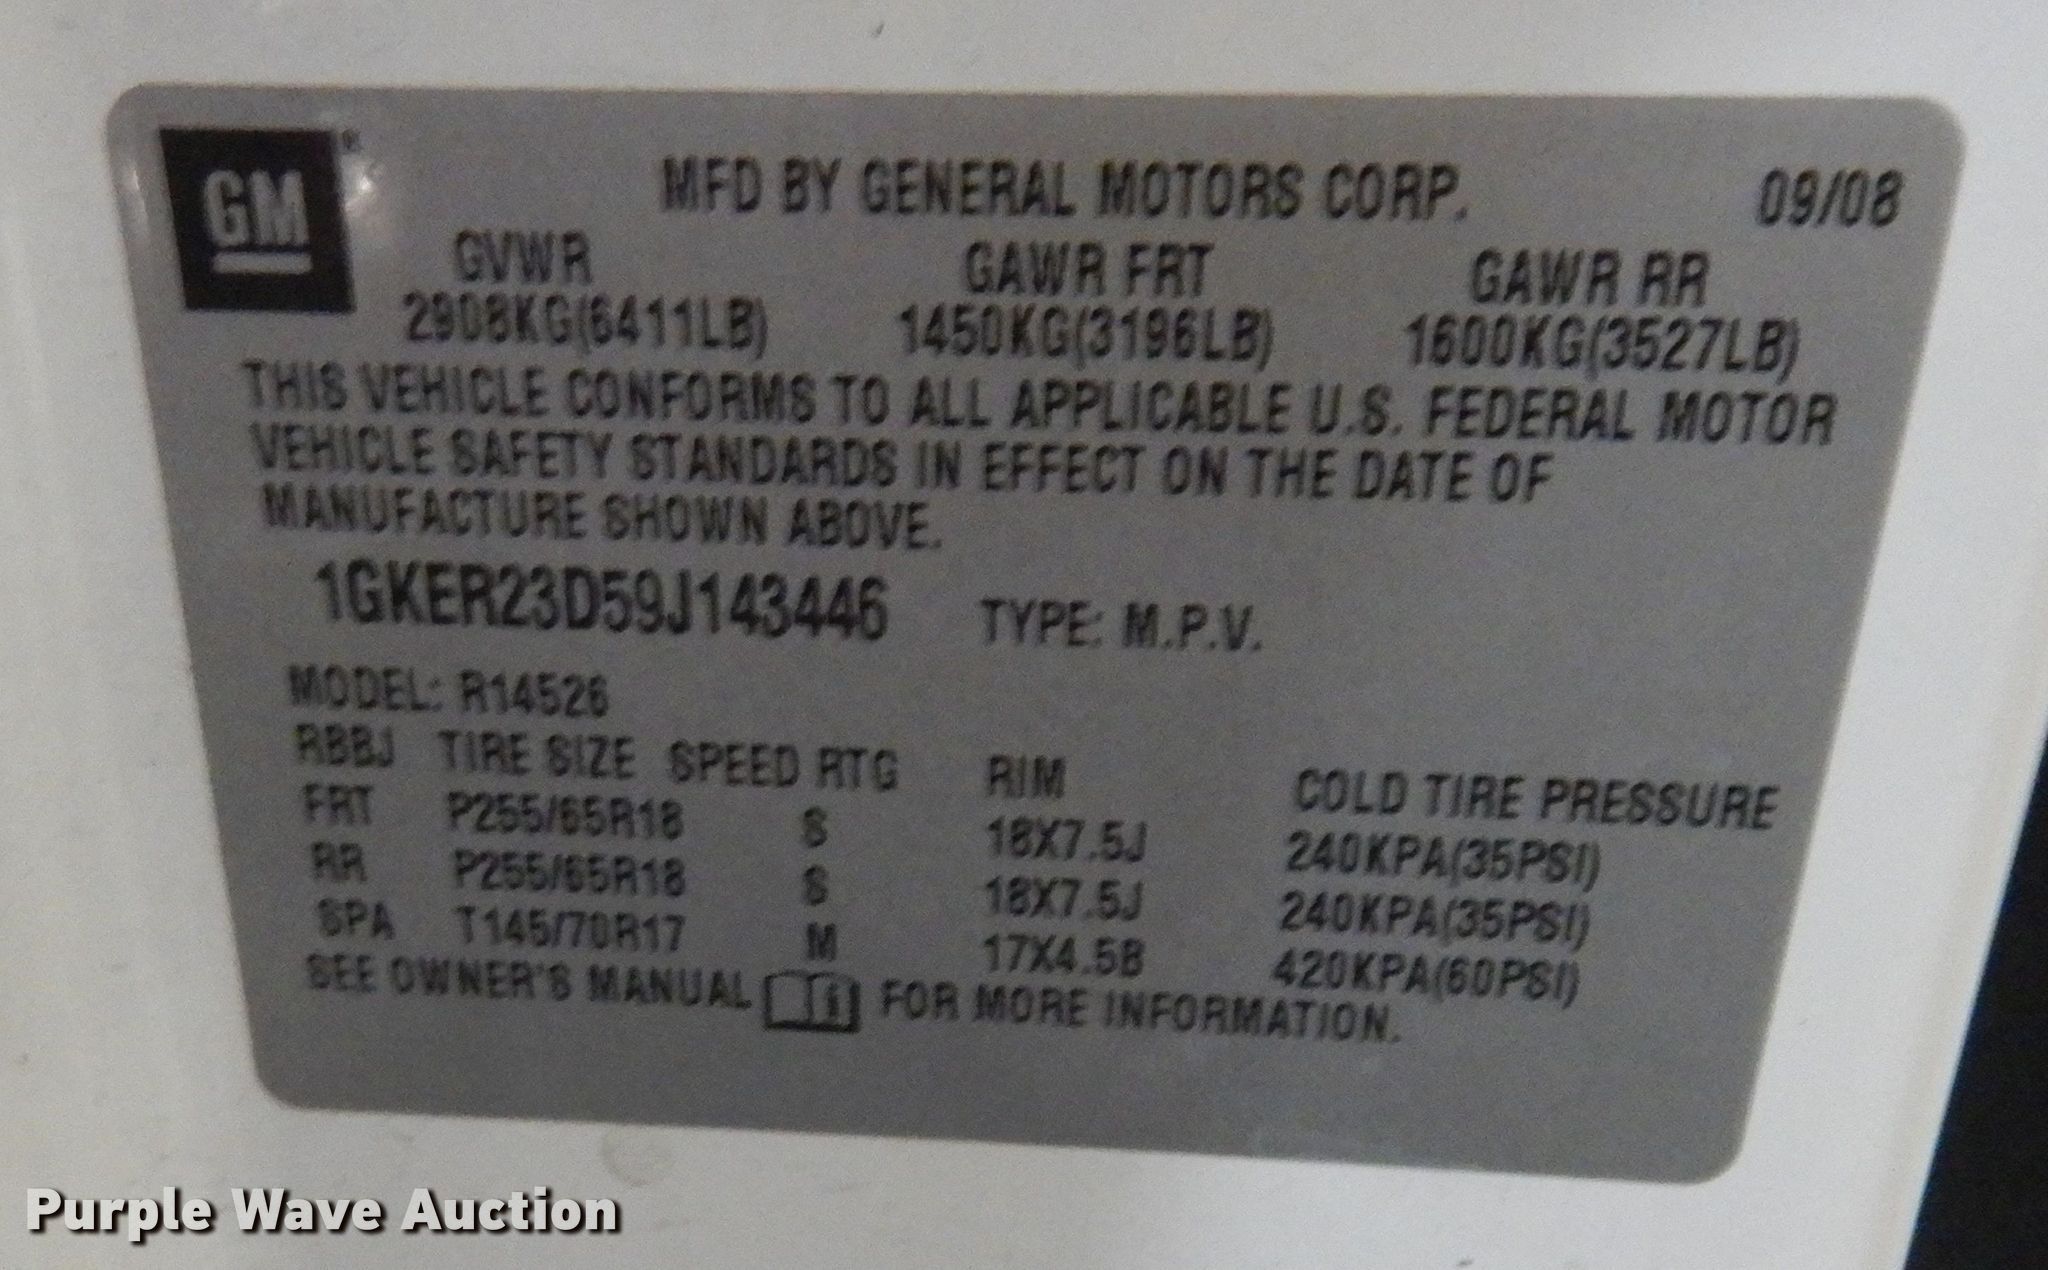 GM
MFD BY GENERAL MOTORS CORP. 09/08
GVWR GAWR FRT GAWR RR
2908KG(6411LB) 1450KG(3196LB) 1600KG(3527LB)
THIS VEHICLE CONFORMS TO ALL APPLICABLE U.S. FEDERAL MOTOR
VEHICLE SAFETY STANDARDS IN EFFECT ON THE DATE OF
MANUFACTURE SHOWN ABOVE.
1GKER23D59J143446 TYPE: M.P.V.
MODEL: R14526
RBBJ TIRE SIZE SPEED RTG RIM COLD TIRE PRESSURE
FRT P255/65R18 S 18X7.5J 240KPA(35PSI)
RR P255/65R18 S 18X7.5J 240KPA(35PSI)
SPA T145/70R17 M 17X4.5B 420KPA(60PSI)
SEE OWNER'S MANUAL FOR MORE INFORMATION.
Purple Wave Auction